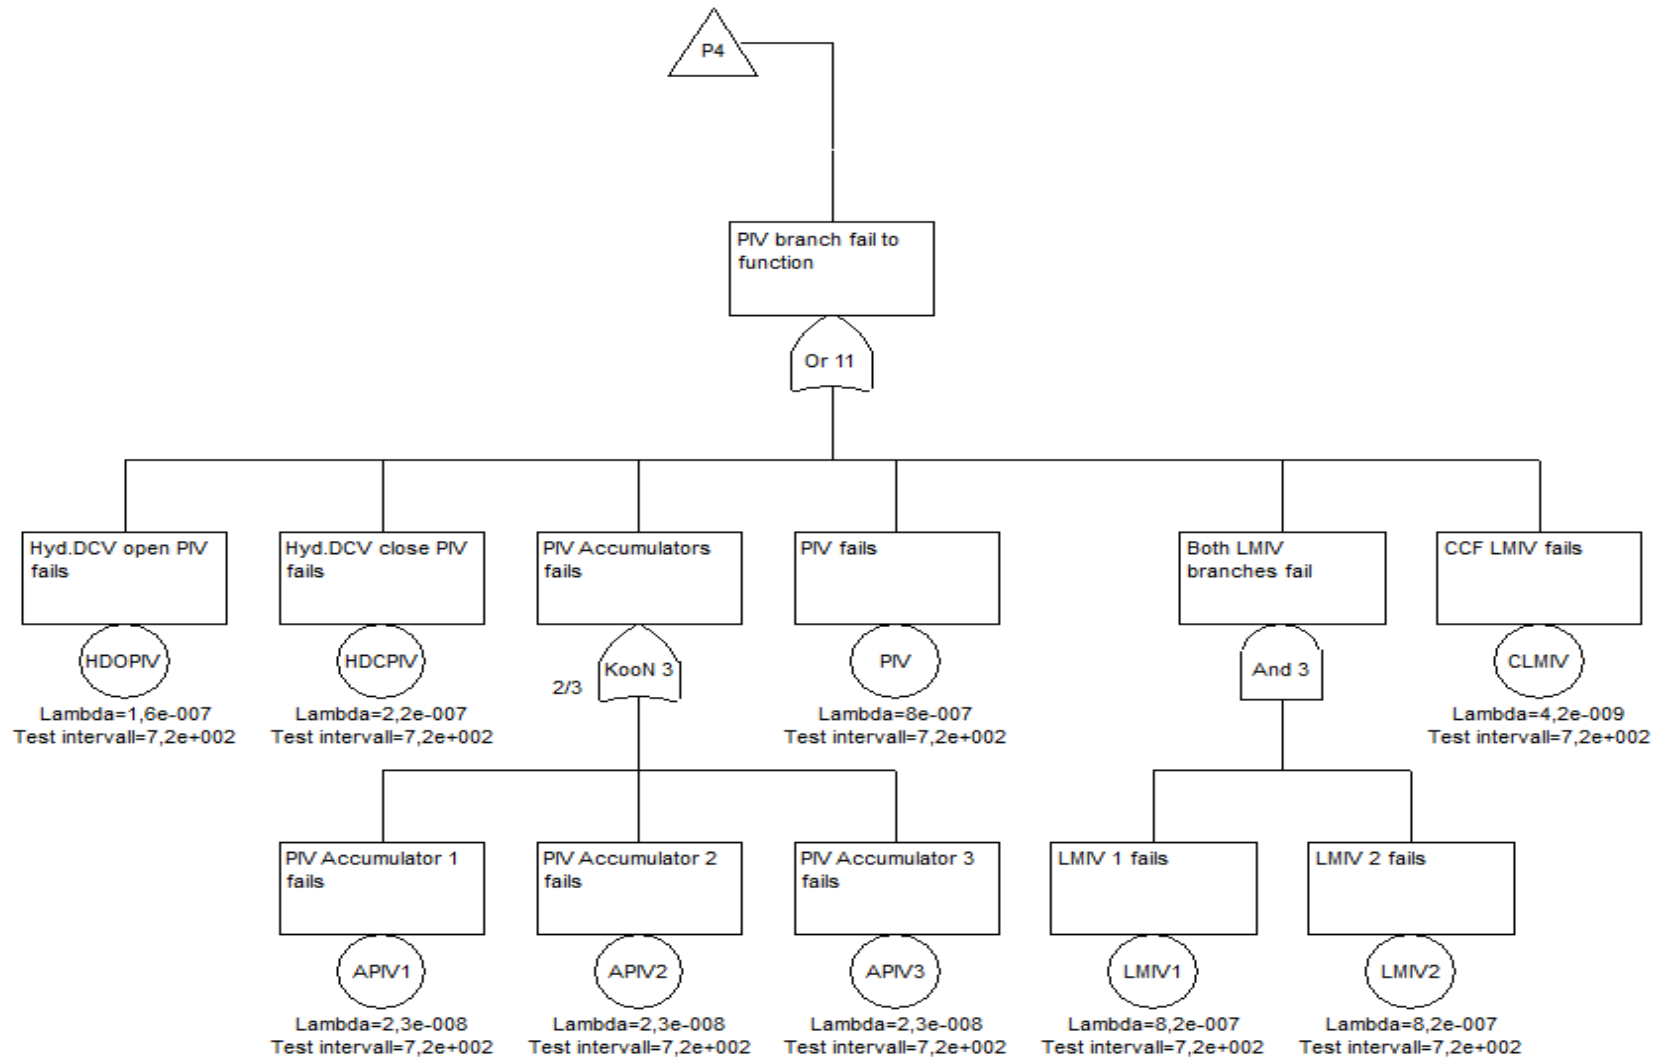 P4
PIV branch fail to
function
Or 11
Hyd.DCV open PIV
fails
Hyd.DCV close PIV
fails
PIV Accumulators
fails
PIV fails
Both LMIV
branches fail
CCF LMIV fails
HDOPIV
HDCPIV
2/3
KooN 3
PIV
And 3
CLMIV
Lambda=1,6e-007
Test intervall=7,2e+002
Lambda=2,2e-007
Test intervall=7,2e+002
Lambda=8e-007
Test intervall=7,2e+002
Lambda=4,2e-009
Test intervall=7,2e+002
PIV Accumulator 1
fails
PIV Accumulator 2
fails
PIV Accumulator 3
fails
LMIV 1 fails
LMIV 2 fails
APIV1
APIV2
APIV3
LMIV1
LMIV2
Lambda=2,3e-008
Test intervall=7,2e+002
Lambda=2,3e-008
Test intervall=7,2e+002
Lambda=2,3e-008
Test intervall=7,2e+002
Lambda=8,2e-007
Test intervall=7,2e+002
Lambda=8,2e-007
Test intervall=7,2e+002